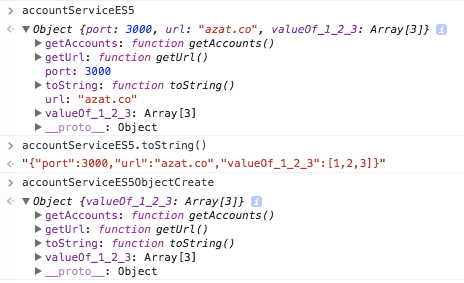 > accountServiceES5
Object {port: 3000, url: "azat.co", valueOf_1_2_3: Array[3]} i
getAccounts: function getAccounts()
getUrl: function getUrl()
port: 3000
toString: function toString()
url: "azat.co"
valueOf_1_2_3: Array[3]
__proto__: Object
> accountServiceES5.toString()
"{"port":3000,"url":"azat.co","valueOf_1_2_3":[1,2,3]}"
> accountServiceES5ObjectCreate
Object {valueOf_1_2_3: Array[3]} i
getAccounts: function getAccounts()
getUrl: function getUrl()
toString: function toString()
valueOf_1_2_3: Array[3]
__proto__: Object